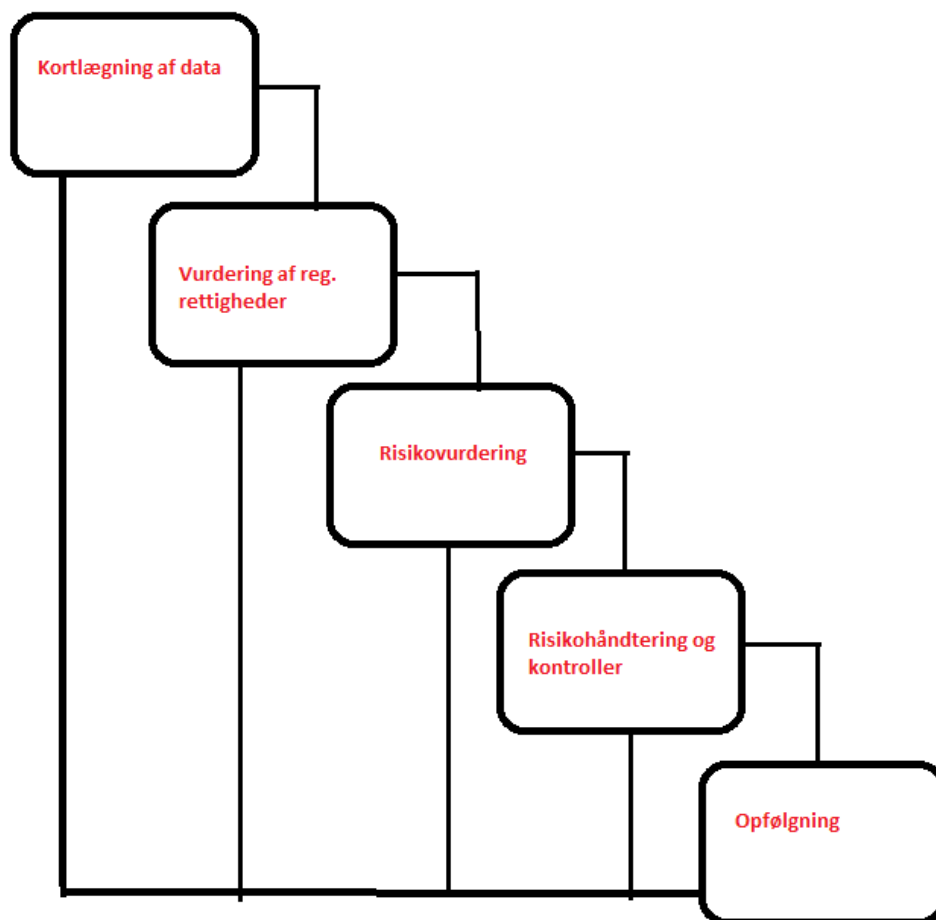 Kortlægning af data
Vurdering af reg.
rettigheder
Risikovurdering
Risikohåndtering og
kontroller
Opfølgning